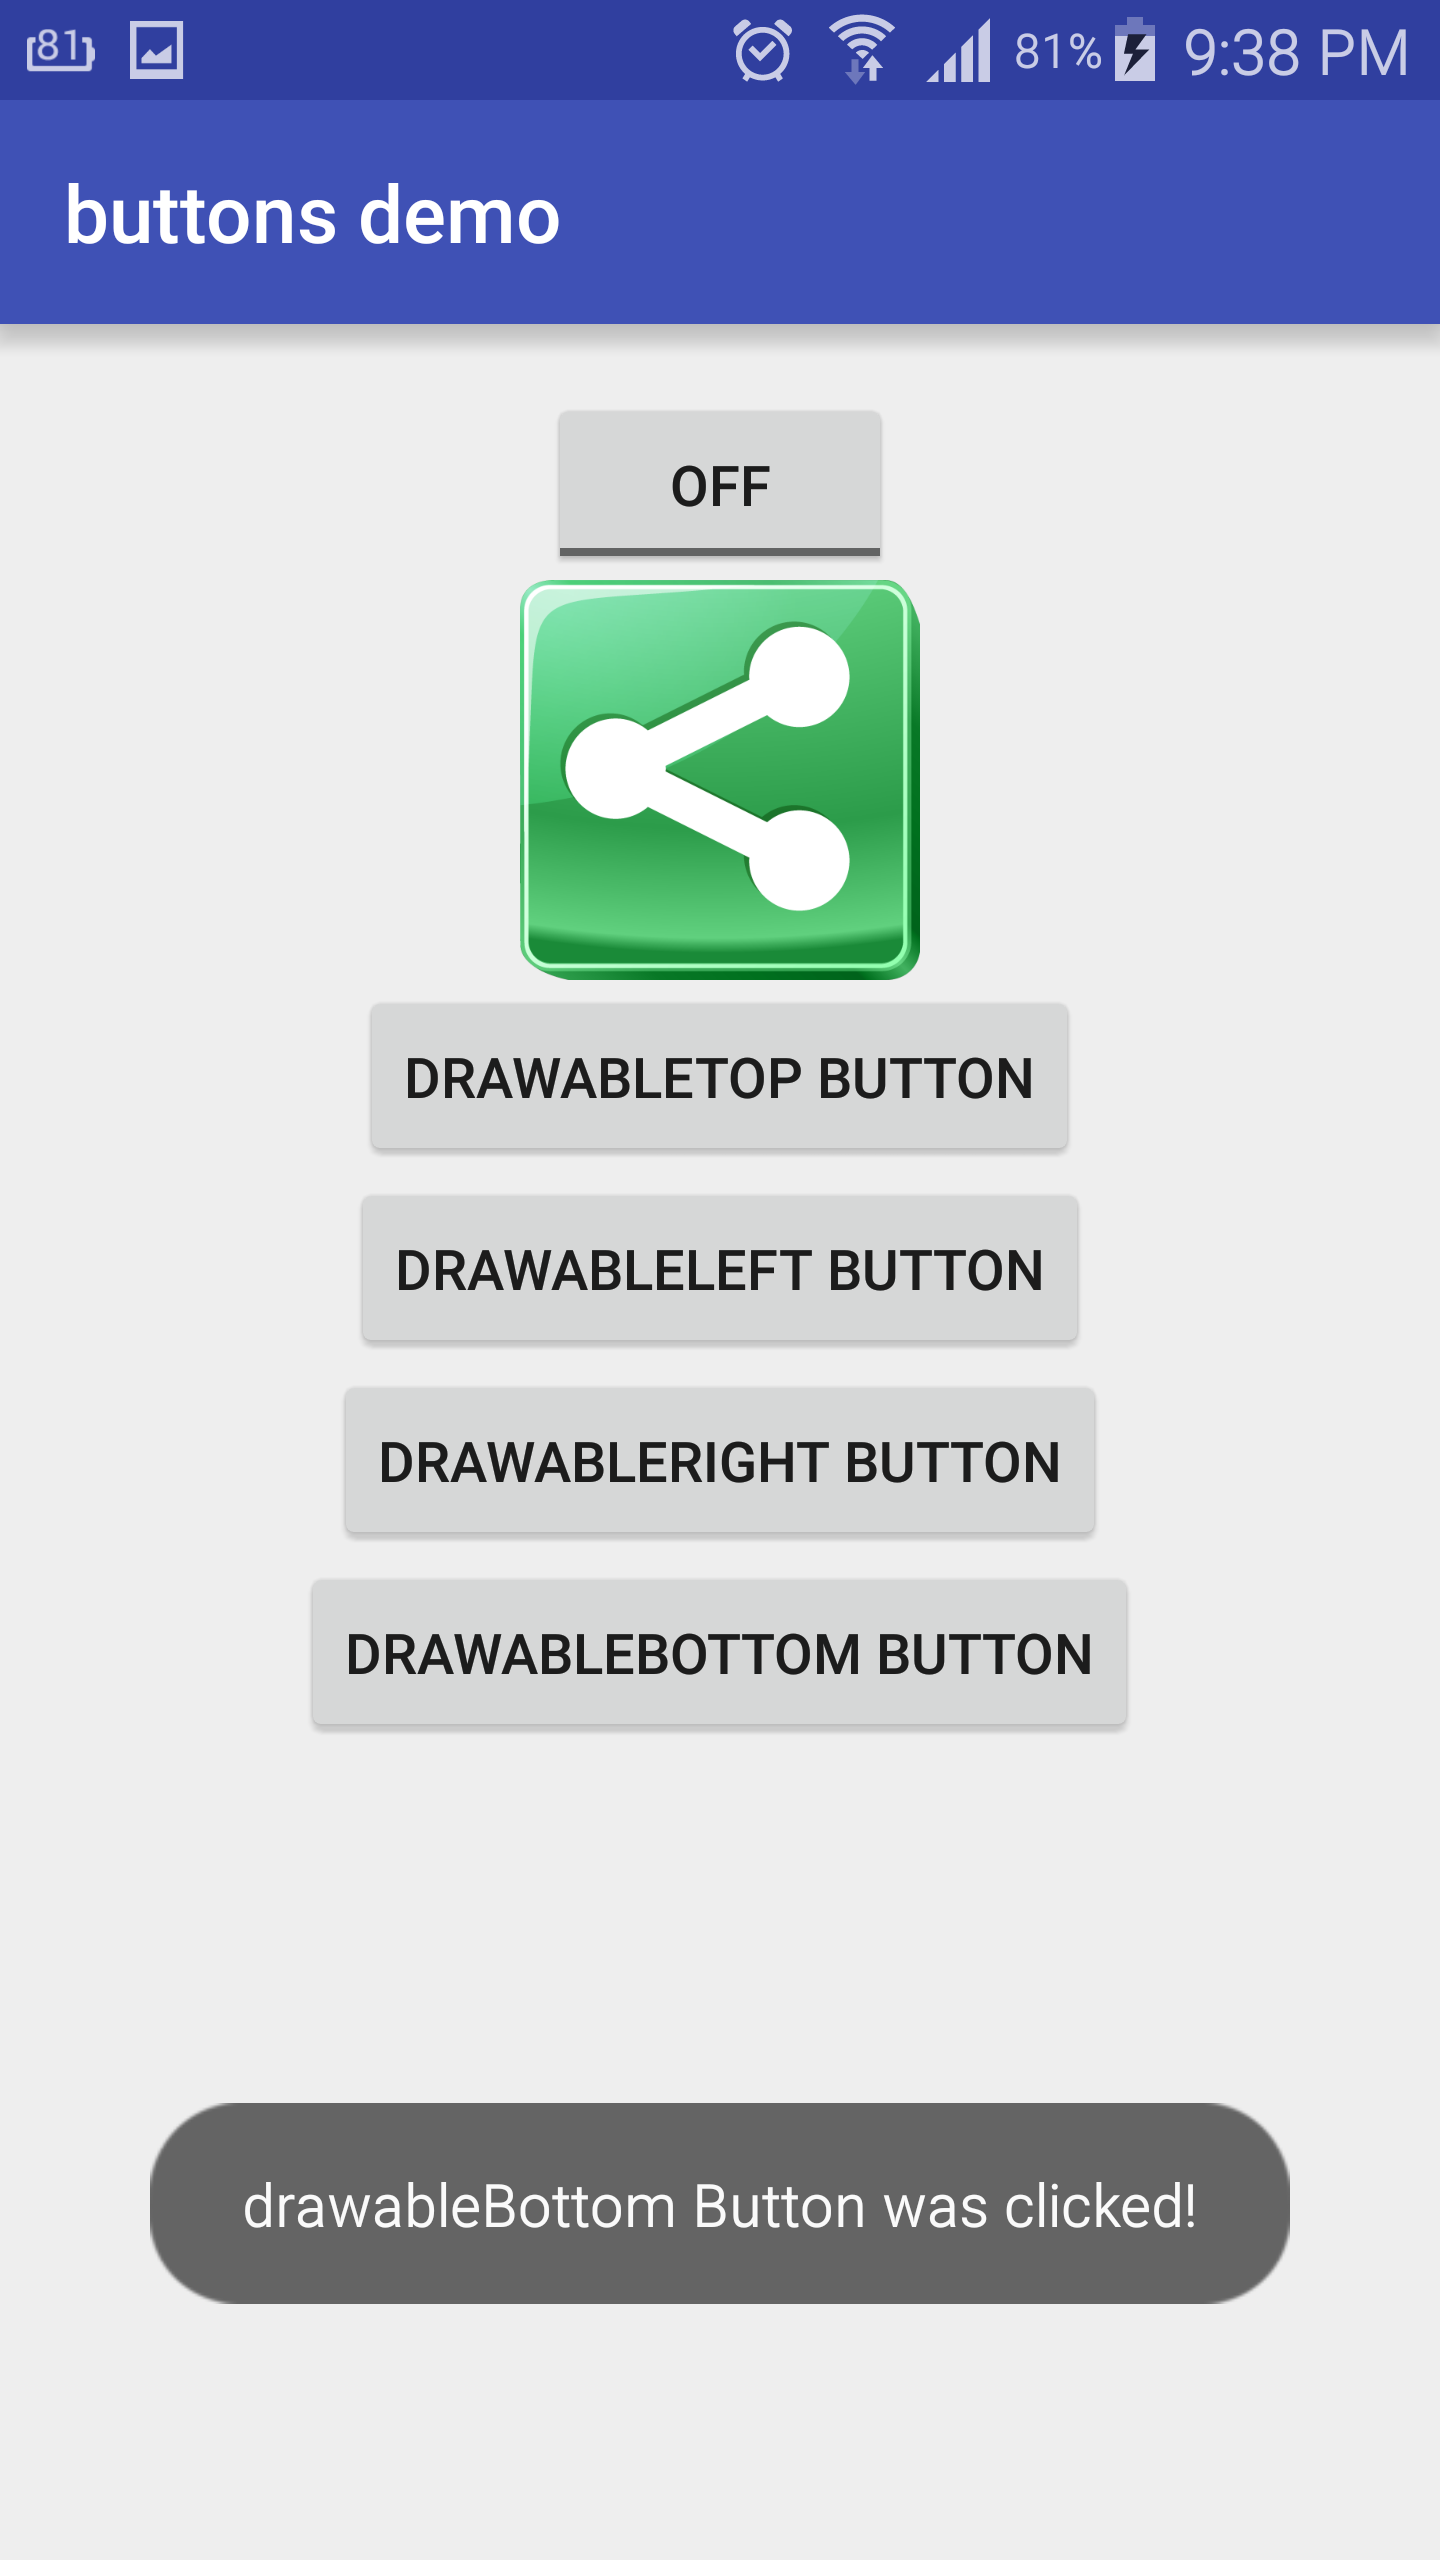 81
81% 9:38 PM
buttons demo
OFF
DRAWABLETOP BUTTON
DRAWABLELEFT BUTTON
DRAWABLERIGHT BUTTON
DRAWABLEBOTTOM BUTTON
drawableBottom Button was clicked!